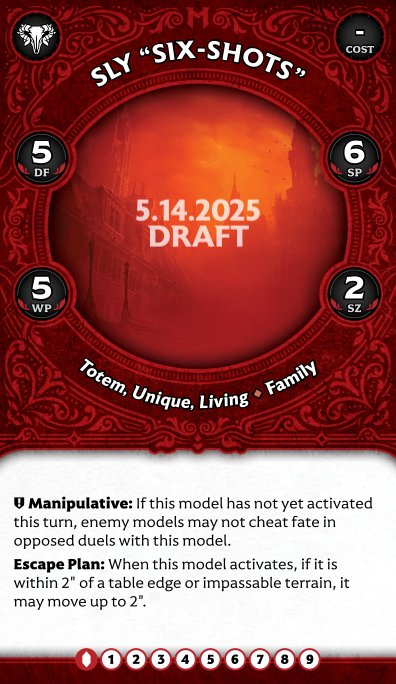 -
COST
SLY “SIX-SHOTS”
5
DF
6
SP
5.14.2025
DRAFT
5
WP
2
SZ
Totem, Unique, Living ♦ Family
Manipulative: If this model has not yet activated
this turn, enemy models may not cheat fate in
opposed duels with this model.
Escape Plan: When this model activates, if it is
within 2" of a table edge or impassable terrain, it
may move up to 2".
1 2 3 4 5 6 7 8 9